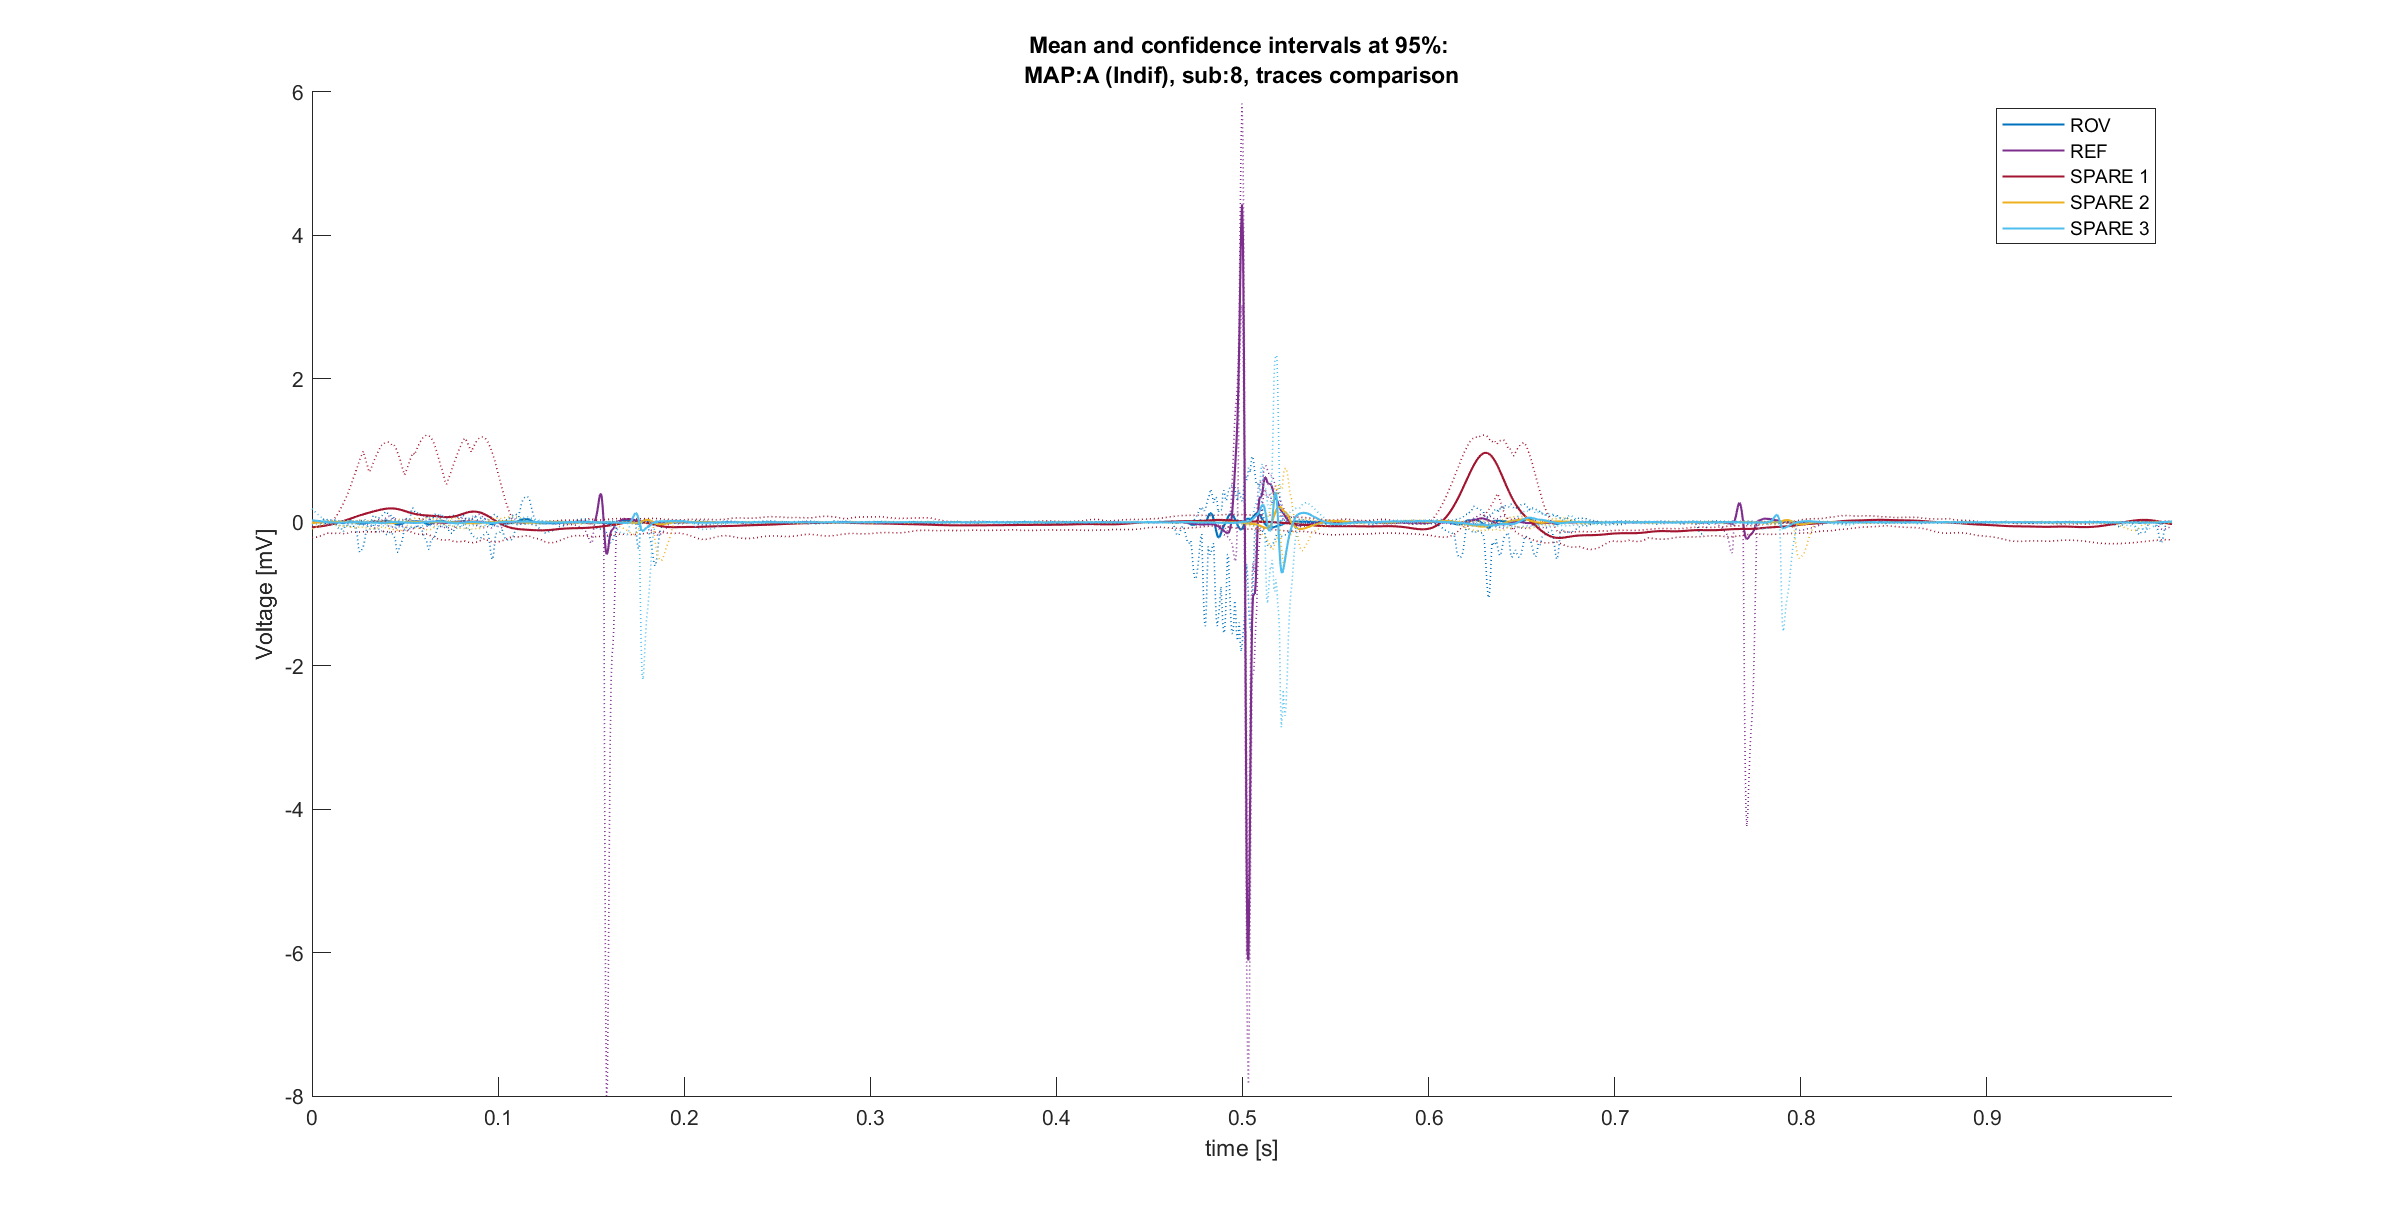 Mean and confidence intervals at 95%:
MAP:A (Indif), sub:8, traces comparison
ROV
REF
SPARE 1
SPARE 2
SPARE 3
6
4
2
0
-2
-4
-6
-8
Voltage [mV]
0
0.1
0.2
0.3
0.4
0.5
0.6
0.7
0.8
0.9
time [s]